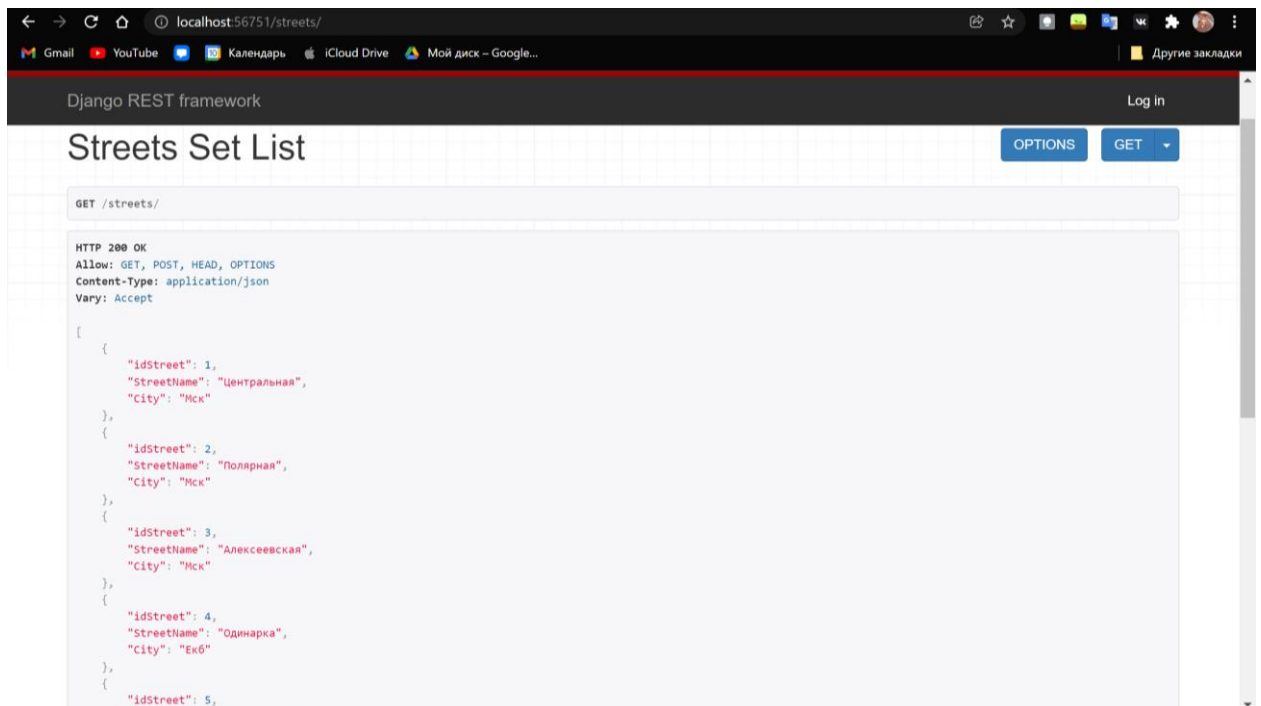 localhost:56751/streets/
Gmail YouTube Календарь iCloud Drive Мой диск – Google... Другие закладки
Django REST framework Log in
Streets Set List OPTIONS GET
GET /streets/
HTTP 200 OK
Allow: GET, POST, HEAD, OPTIONS
Content-Type: application/json
Vary: Accept
[
{
"idStreet": 1,
"StreetName": "Центральная",
"City": "Мск"
},
{
"idStreet": 2,
"StreetName": "Полярная",
"City": "Мск"
},
{
"idStreet": 3,
"StreetName": "Алексеевская",
"City": "Мск"
},
{
"idStreet": 4,
"StreetName": "Одинарка",
"City": "Екб"
},
{
"idStreet": 5,